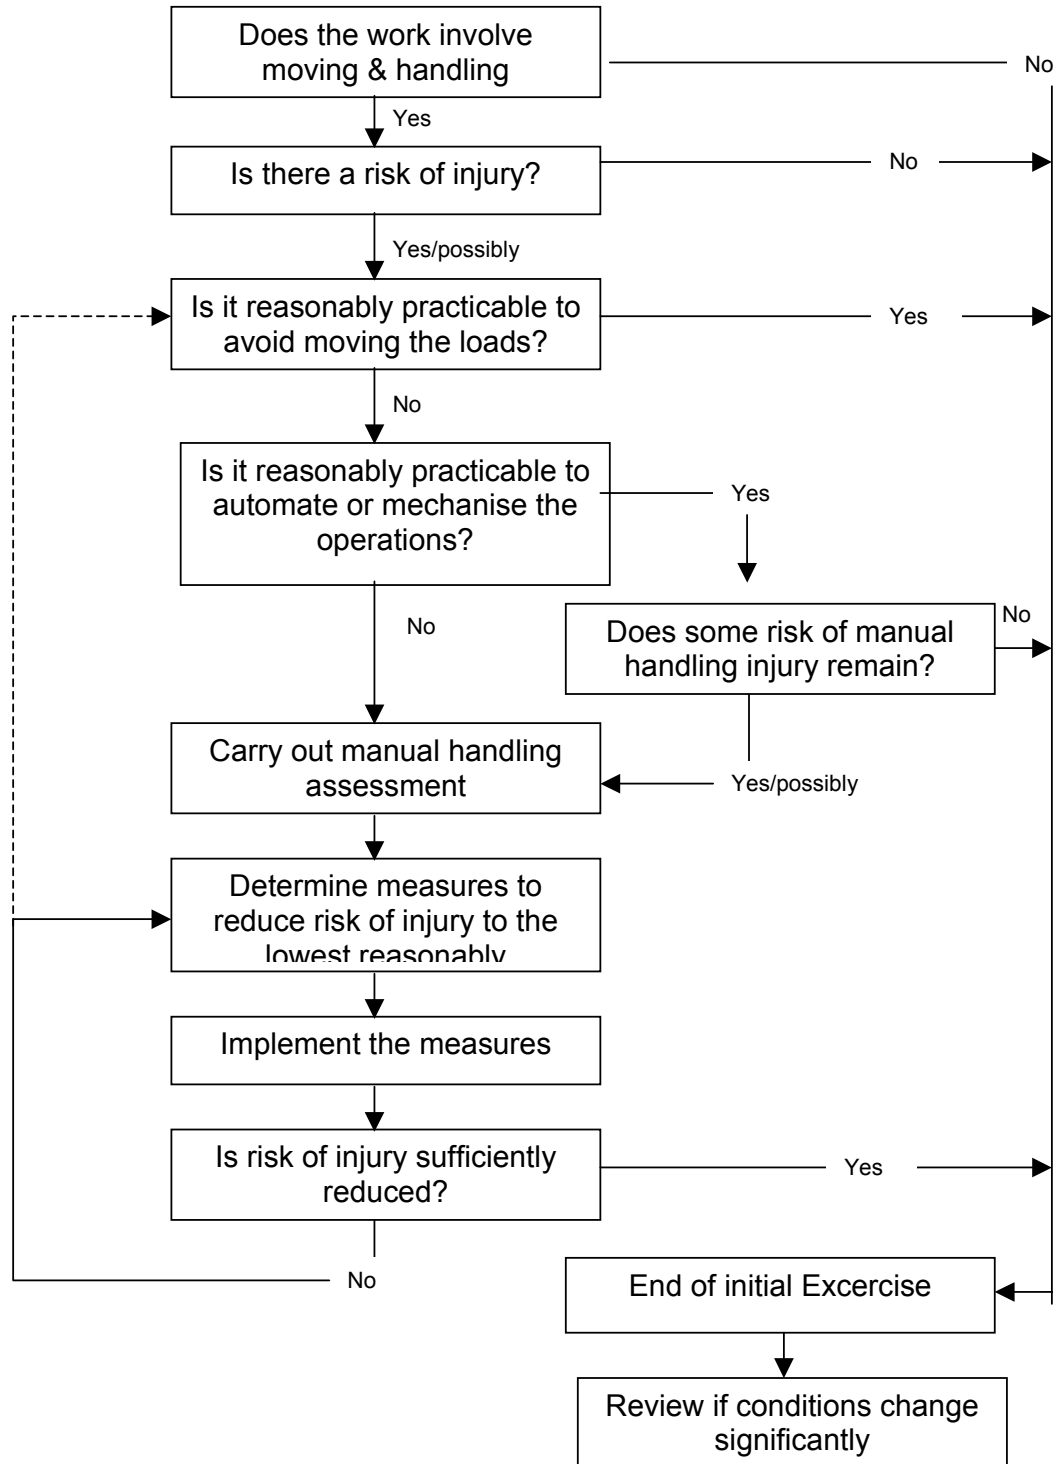 Does the work involve
moving & handling
No
Yes
Is there a risk of injury?
No
Yes/possibly
Is it reasonably practicable to
avoid moving the loads?
Yes
No
Is it reasonably practicable to
automate or mechanise the
operations?
Yes
No
Does some risk of manual
handling injury remain?
No
Carry out manual handling
assessment
Yes/possibly
Determine measures to
reduce risk of injury to the
lowest reasonably
Implement the measures
Is risk of injury sufficiently
reduced?
Yes
No
End of initial Excercise
Review if conditions change
significantly